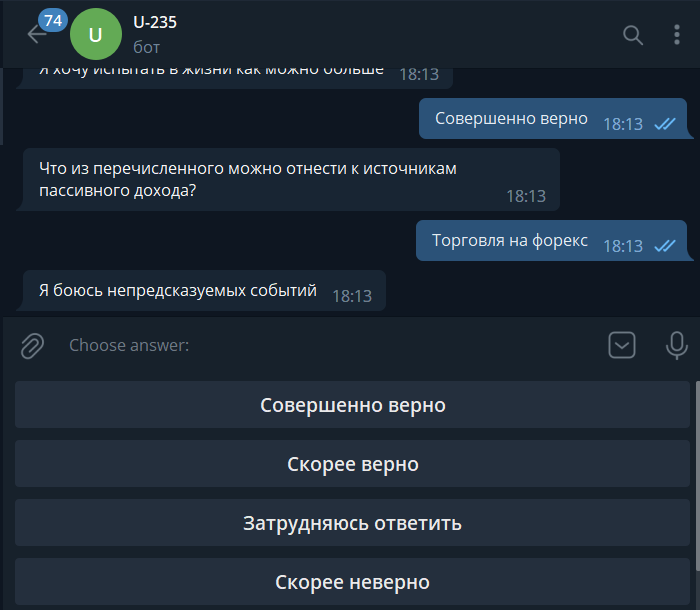 74
U
U-235
бот
Я хочу испытать в жизни как можно больше 18:13
Совершенно верно 18:13
Что из перечисленного можно отнести к источникам
пассивного дохода? 18:13
Торговля на форекс 18:13
Я боюсь непредсказуемых событий 18:13
Choose answer:
Совершенно верно
Скорее верно
Затрудняюсь ответить
Скорее неверно